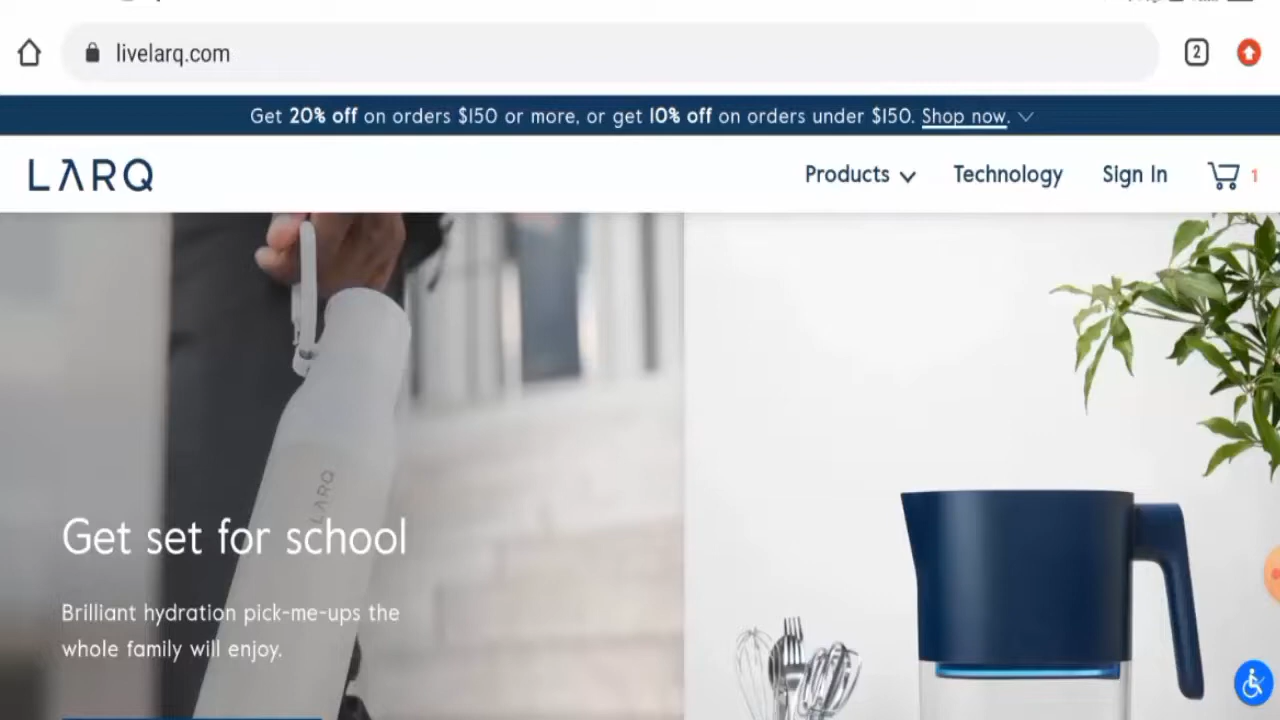 livelarq.com
2
Get 20% off on orders $150 or more, or get 10% off on orders under $150. Shop now.
LARQ
Products
Technology
Sign In
1
LARQ
Get set for school
Brilliant hydration pick-me-ups the
whole family will enjoy.